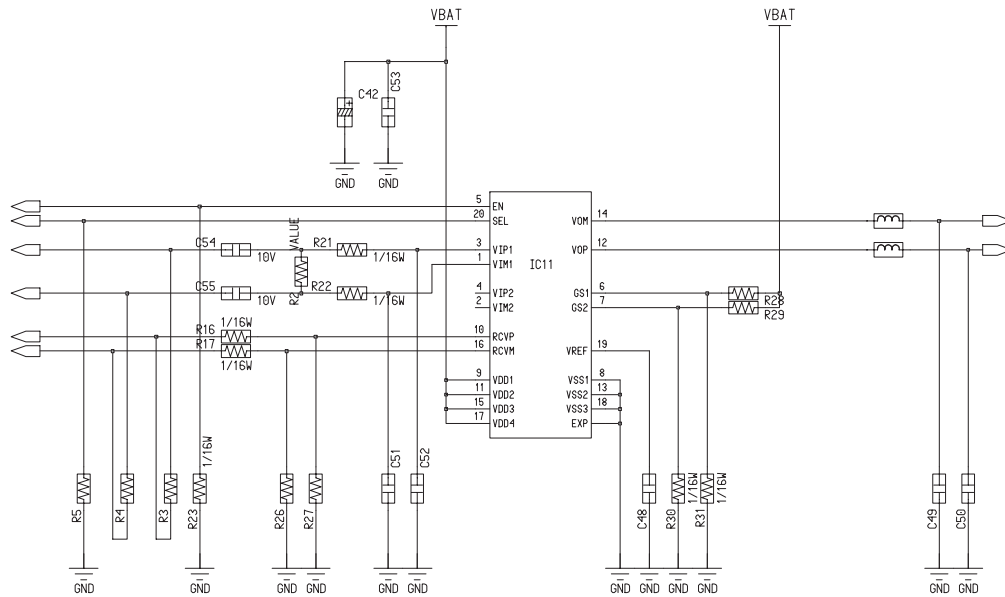 VBAT
VBAT
C42
C53
GND
GND
5
EN
20
SEL
3
VIP1
1
VIM1
4
VIP2
2
VIM2
10
RCVP
16
RCVM
9
VDD1
11
VDD2
15
VDD3
17
VDD4
IC11
14
VOM
12
VOP
6
GS1
7
GS2
19
VREF
8
VSS1
13
VSS2
18
VSS3
EXP
C54
10V
VALUE
R2
R21
1/16W
C55
10V
R22
1/16W
R16
1/16W
R17
1/16W
R28
R29
1/16W
C51
C52
R5
R4
R3
R23
R26
R27
C48
R30
1/16W
R31
1/16W
C49
C50
GND
GND
GND
GND
GND
GND
GND
GND
GND
GND
GND
GND